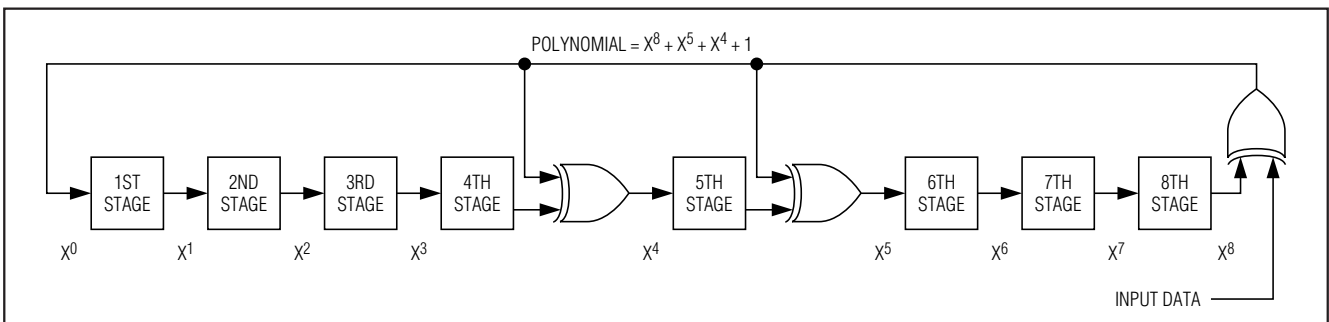 POLYNOMIAL = X⁸ + X⁵ + X⁴ + 1
1ST
STAGE
2ND
STAGE
3RD
STAGE
4TH
STAGE
5TH
STAGE
6TH
STAGE
7TH
STAGE
8TH
STAGE
X⁰
X¹
X²
X³
X⁴
X⁵
X⁶
X⁷
X⁸
INPUT DATA